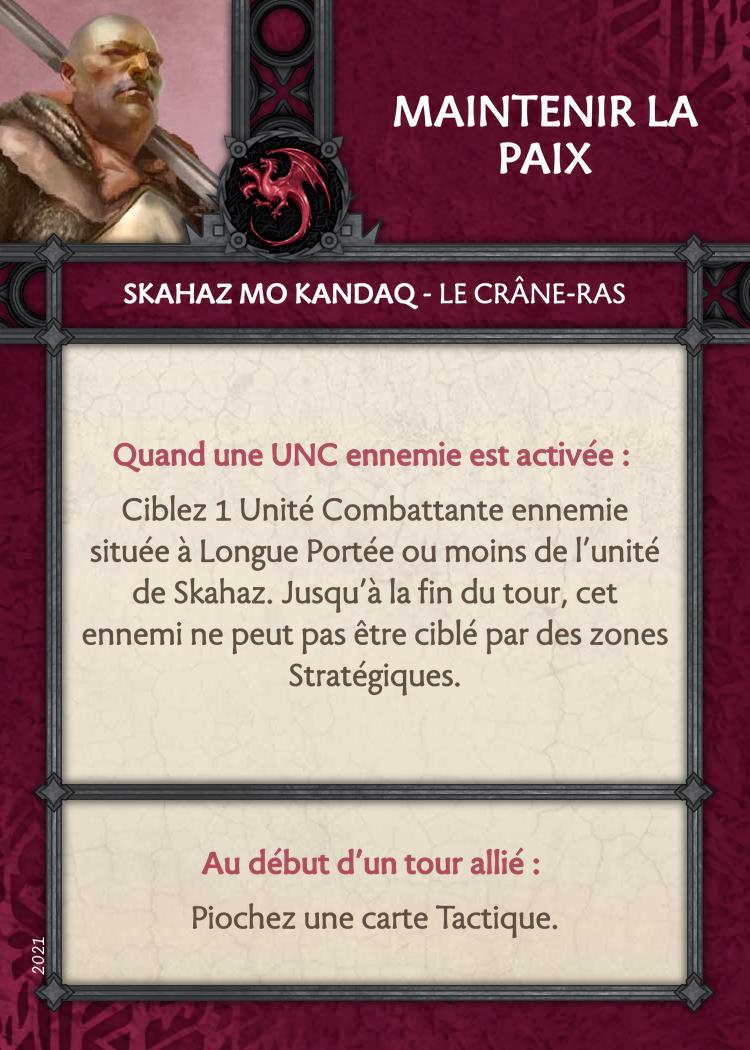 MAINTENIR LA
PAIX
SKAHAZ MO KANDAQ - LE CRÂNE-RAS
Quand une UNC ennemie est activée :
Ciblez 1 Unité Combattante ennemie
située à Longue Portée ou moins de l'unité
de Skahaz. Jusqu'à la fin du tour, cet
ennemi ne peut pas être ciblé par des zones
Stratégiques.
Au début d'un tour allié :
Piochez une carte Tactique.
2021